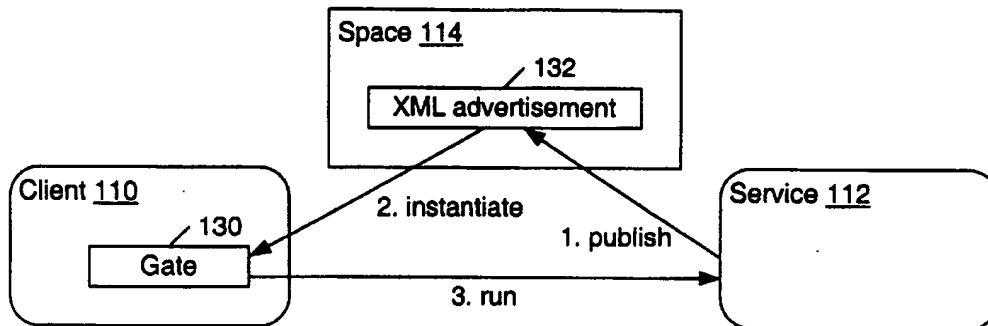 Space 114
132
XML advertisement
Client 110
2. instantiate
Service 112
130
1. publish
Gate
3. run